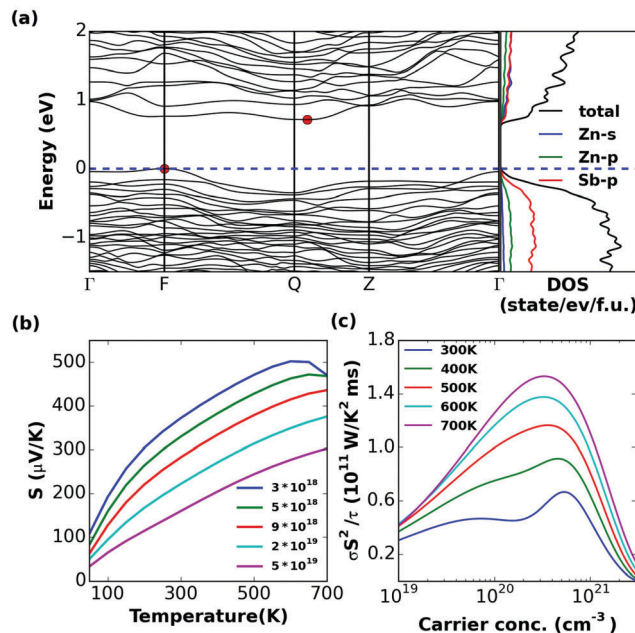 (a)
2
1
0
−1
Energy (eV)
total
Zn-s
Zn-p
Sb-p
Γ F Q Z Γ DOS
(state/ev/f.u.)
(b)
500
400
300
200
100
0
S (μV/K)
3*10^18
5*10^18
9*10^18
2*10^19
5*10^19
100 300 500 700
Temperature(K)
(c)
300K
400K
500K
600K
700K
1.8
1.4
1.0
0.6
0.2
σS²/τ (10^11 W/K² ms)
10^19 10^20 10^21
Carrier conc. (cm^-3)